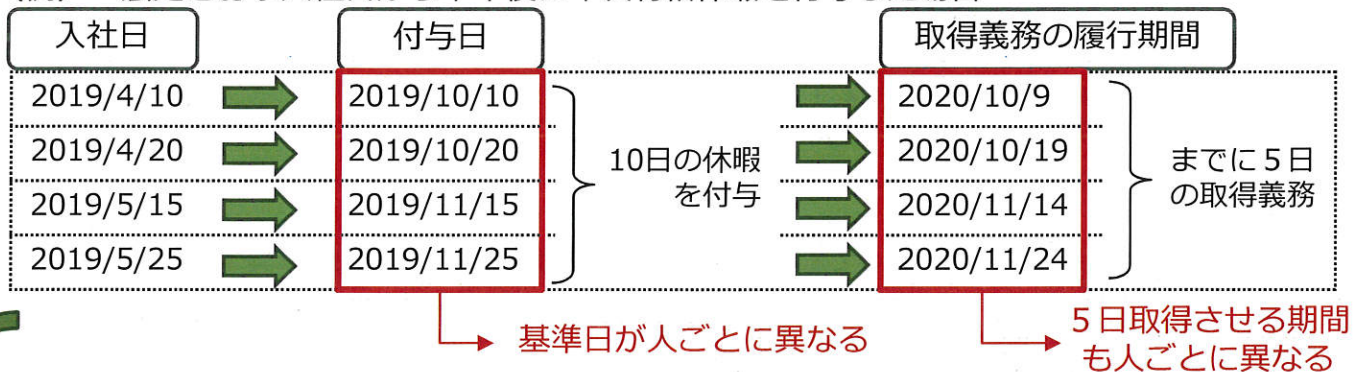 入社日 付与日 取得義務の履行期間
2019/4/10 2019/10/10 2020/10/9
2019/4/20 2019/10/20 2020/10/19
2019/5/15 2019/11/15 2020/11/14
2019/5/25 2019/11/25 2020/11/24
10日の休暇
を付与
までに5日
の取得義務
基準日が人ごとに異なる
5日取得させる期間
も人ごとに異なる